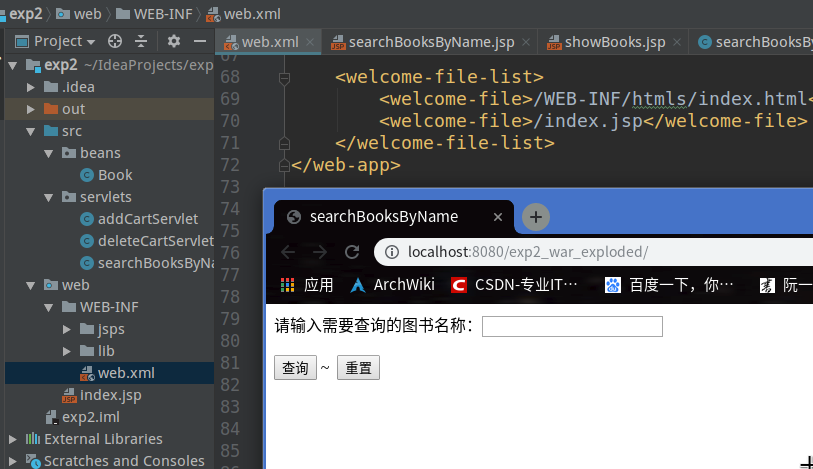 exp2 web WEB-INF web.xml
Project
web.xml searchBooksByName.jsp showBooks.jsp searchBooksBy
exp2 ~/IdeaProjects/exp
.idea
out
src
beans
Book
servlets
addCartServlet
deleteCartServlet
searchBooksByNa
web
WEB-INF
jsps
lib
web.xml
index.jsp
exp2.iml
External Libraries
Scratches and Consoles
68 <welcome-file-list>
69 <welcome-file>/WEB-INF/htmls/index.html<
70 <welcome-file>/index.jsp</welcome-file>
71 </welcome-file-list>
72 </web-app>
73
74
75
76
77
78
79
80
81
82
83
84
85
searchBooksByName
localhost:8080/exp2_war_exploded/
应用 ArchWiki CSDN-专业IT… 百度一下，你… 阮一
请输入需要查询的图书名称：
查询 ~ 重置